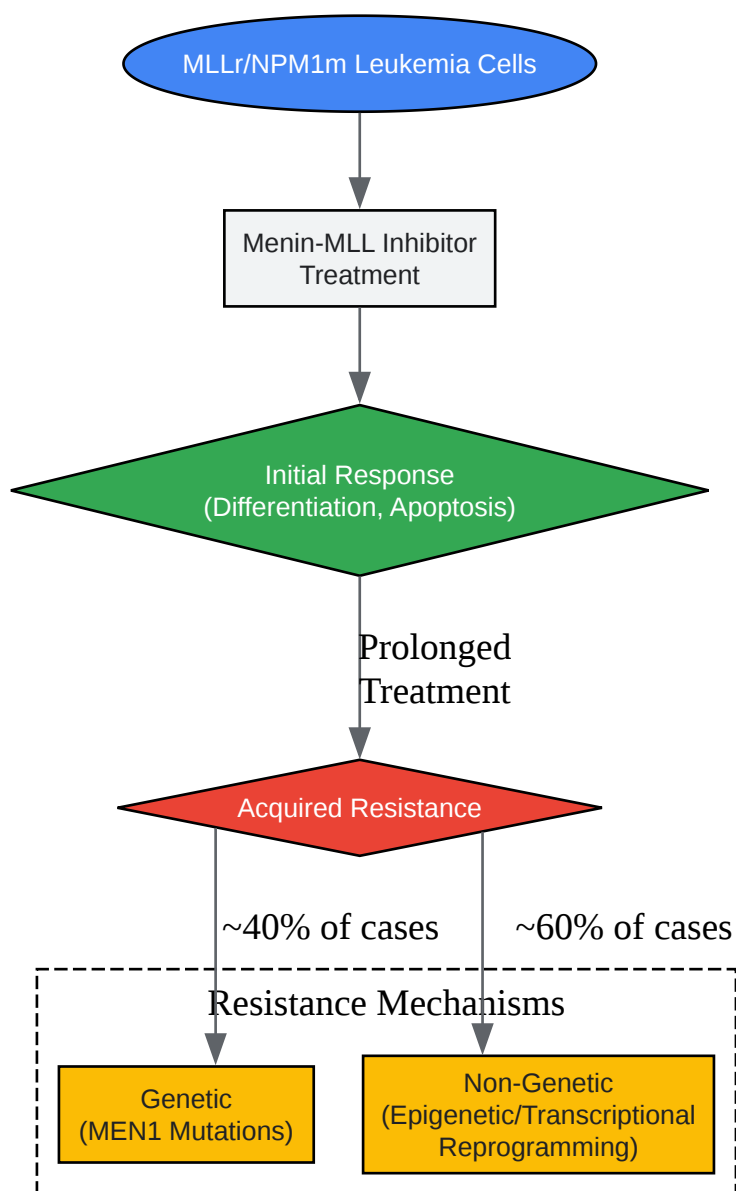 MLLr/NPM1m Leukemia Cells
Menin-MLL Inhibitor
Treatment
Initial Response
(Differentiation, Apoptosis)
Prolonged
Treatment
Acquired Resistance
~40% of cases
~60% of cases
Resistance Mechanisms
Genetic
(MEN1 Mutations)
Non-Genetic
(Epigenetic/Transcriptional
Reprogramming)